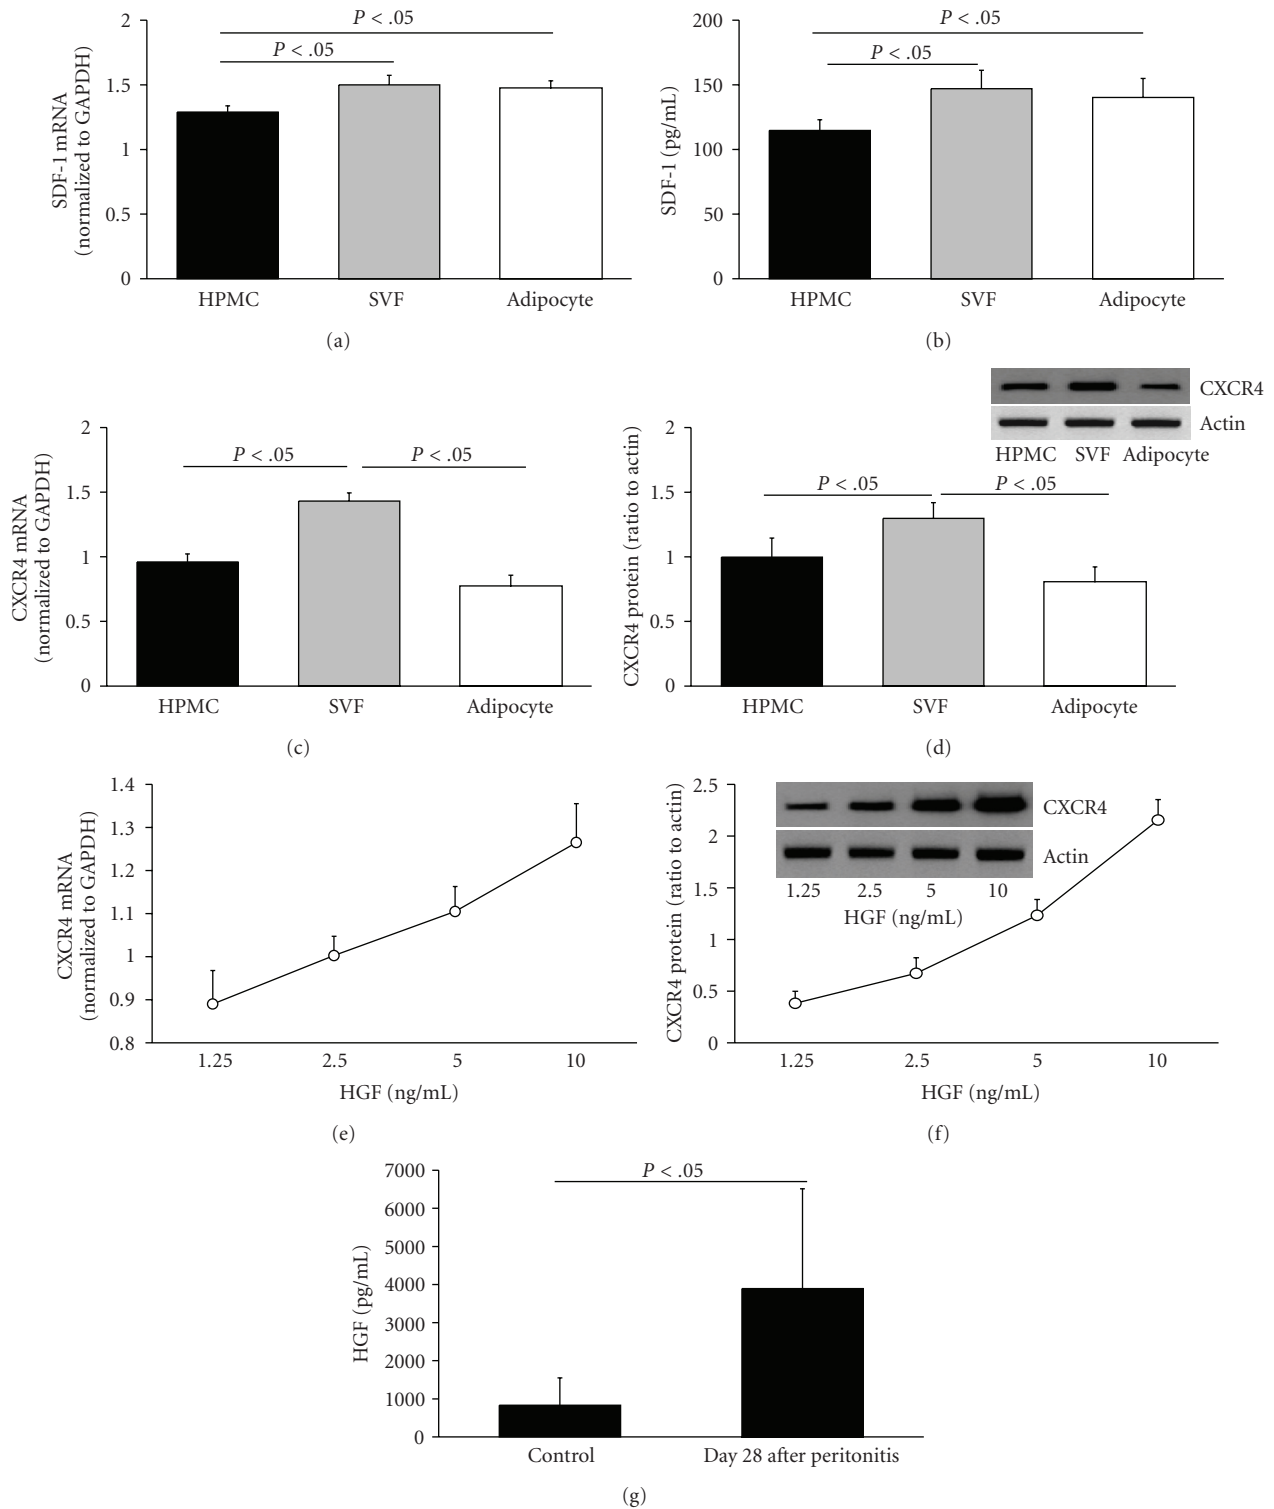 SDF-1 mRNA
(normalized to GAPDH)
2
1.5
1
0.5
0
P < .05
P < .05
HPMC
SVF
Adipocyte
(a)
SDF-1 (pg/mL)
200
150
100
50
0
P < .05
P < .05
HPMC
SVF
Adipocyte
(b)
CXCR4 mRNA
(normalized to GAPDH)
2
1.5
1
0.5
0
P < .05
P < .05
HPMC
SVF
Adipocyte
(c)
CXCR4 protein (ratio to actin)
2
1.5
1
0.5
0
CXCR4
Actin
HPMC SVF Adipocyte
P < .05
P < .05
HPMC
SVF
Adipocyte
(d)
CXCR4 mRNA
(normalized to GAPDH)
1.4
1.3
1.2
1.1
1
0.9
0.8
1.25
2.5
5
10
HGF (ng/mL)
(e)
CXCR4 protein (ratio to actin)
2.5
2
1.5
1
0.5
0
CXCR4
Actin
1.25 2.5 5 10
HGF (ng/mL)
1.25
2.5
5
10
HGF (ng/mL)
(f)
HGF (pg/mL)
7000
6000
5000
4000
3000
2000
1000
0
P < .05
Control
Day 28 after peritonitis
(g)